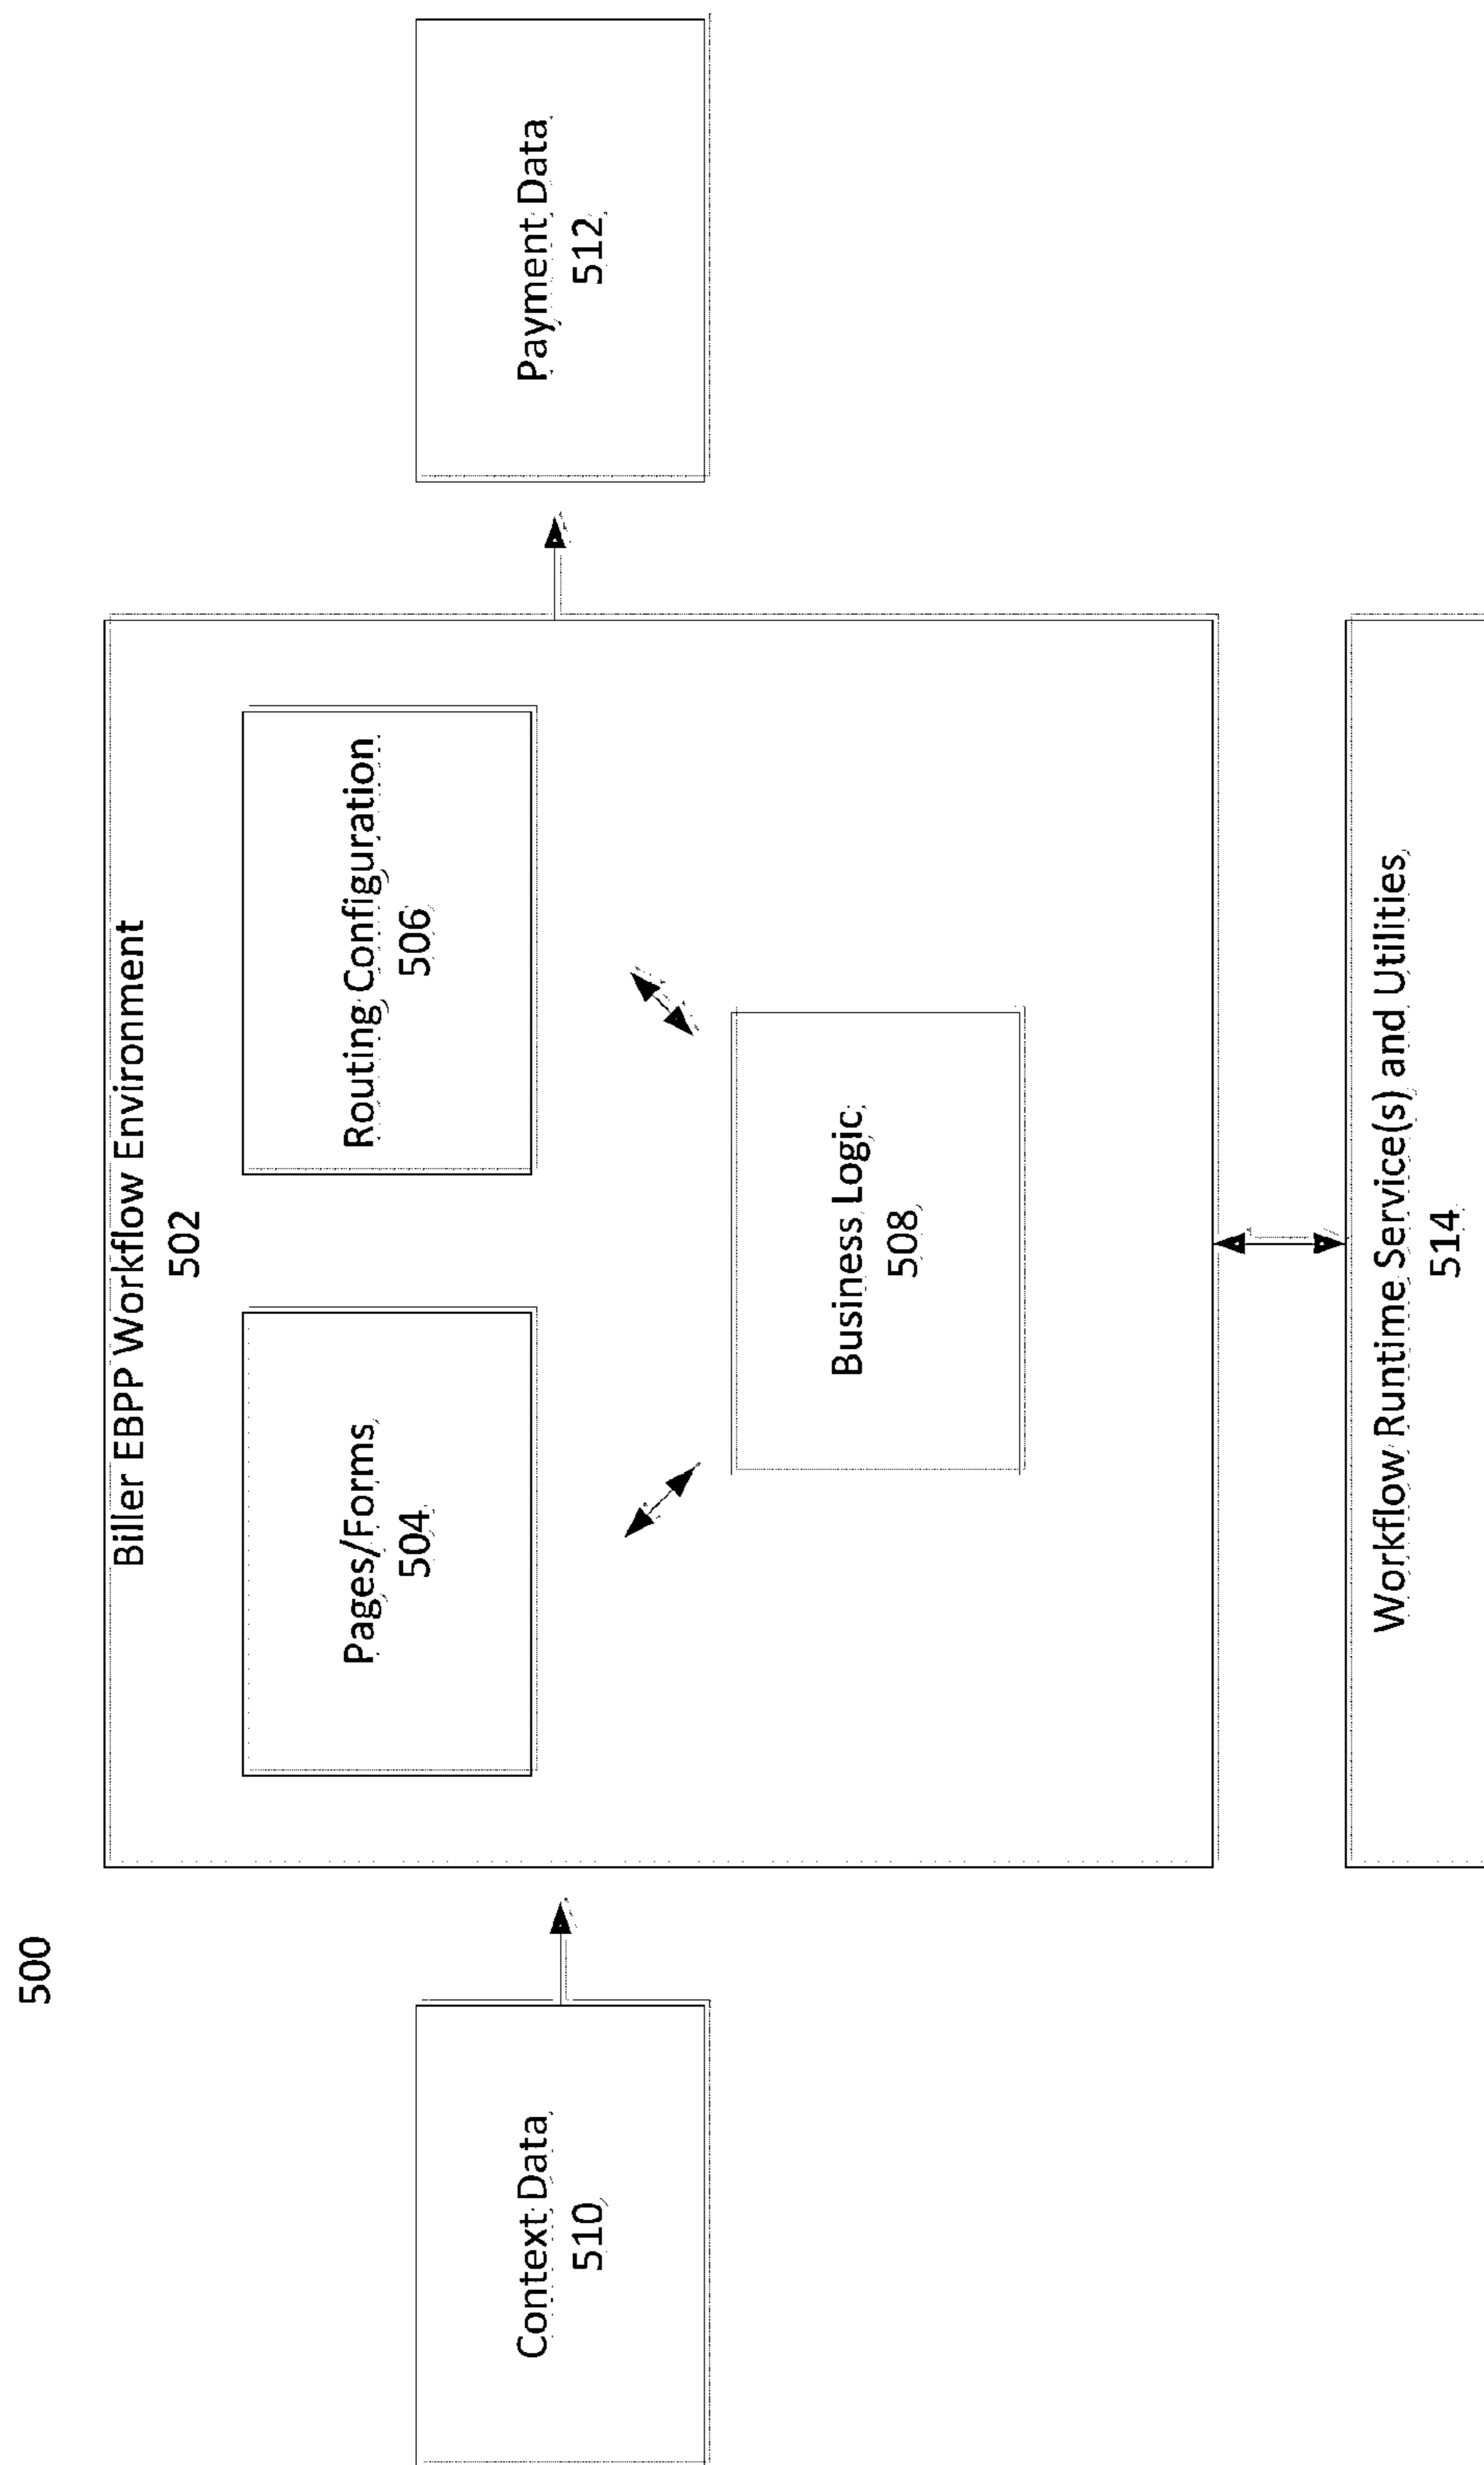 500
Biller EBPP Workflow Environment
502
Pages/Forms
504
Routing Configuration
506
Context Data
510
Payment Data
512
Business Logic
508
Workflow Runtime Service(s) and Utilities
514